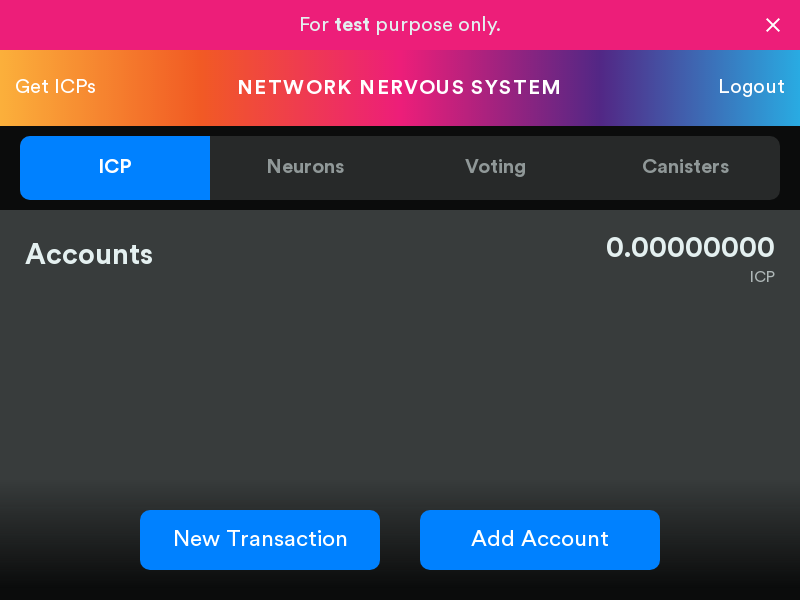 For test purpose only.
Get ICPs
NETWORK NERVOUS SYSTEM
Logout
ICP
Neurons
Voting
Canisters
Accounts
0.00000000
ICP
New Transaction
Add Account